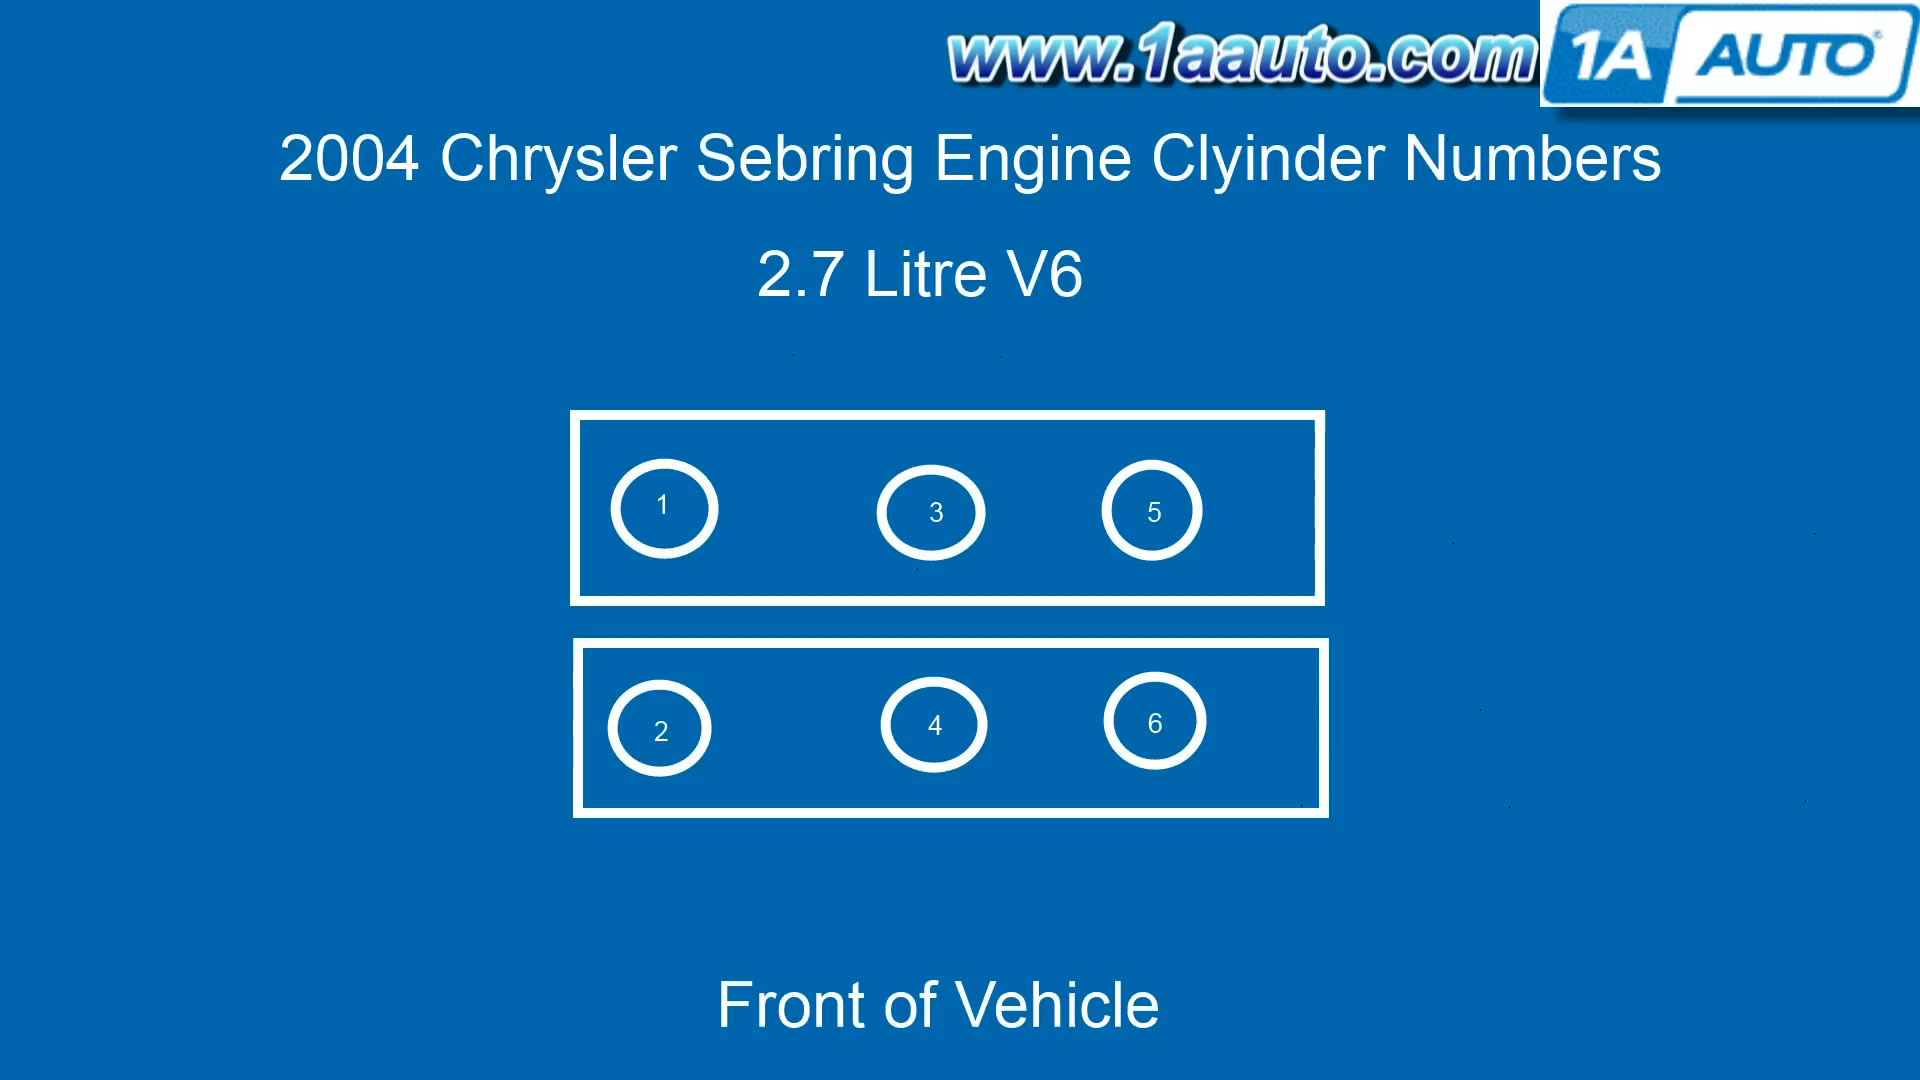 www.1aauto.com 1A AUTO®
2004 Chrysler Sebring Engine Clyinder Numbers
2.7 Litre V6
1 3 5
2 4 6
Front of Vehicle